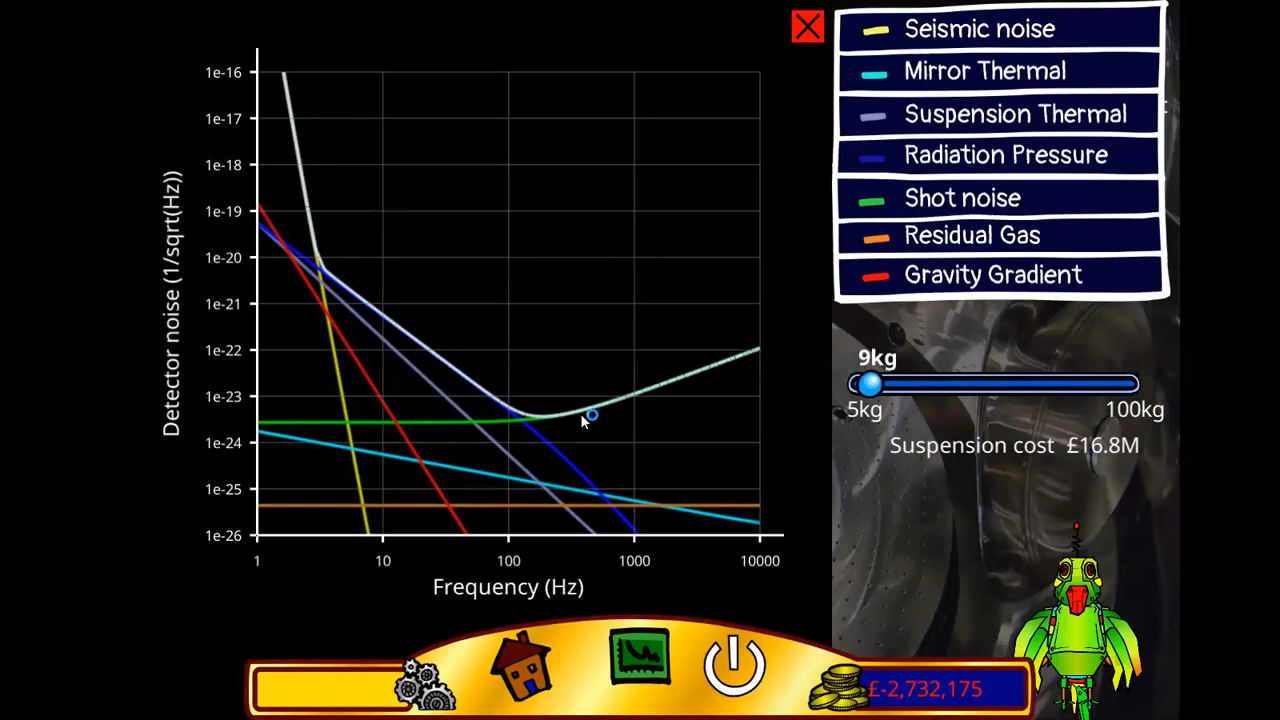 Seismic noise
Mirror Thermal
Suspension Thermal
Radiation Pressure
Shot noise
Residual Gas
Gravity Gradient
Detector noise (1/sqrt(Hz))
1e-16
1e-17
1e-18
1e-19
1e-20
1e-21
1e-22
1e-23
1e-24
1e-25
1e-26
1 10 100 1000 10000
Frequency (Hz)
9kg
5kg 100kg
Suspension cost £16.8M
£-2,732,175